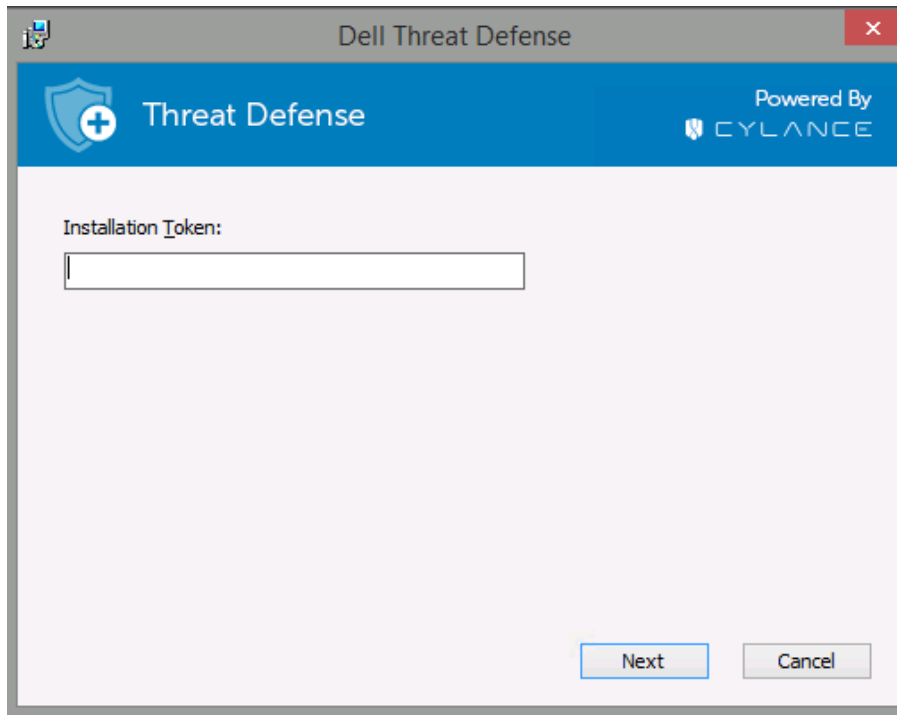 Dell Threat Defense
Threat Defense
Powered By
CYLANCE
Installation Token:
Next
Cancel